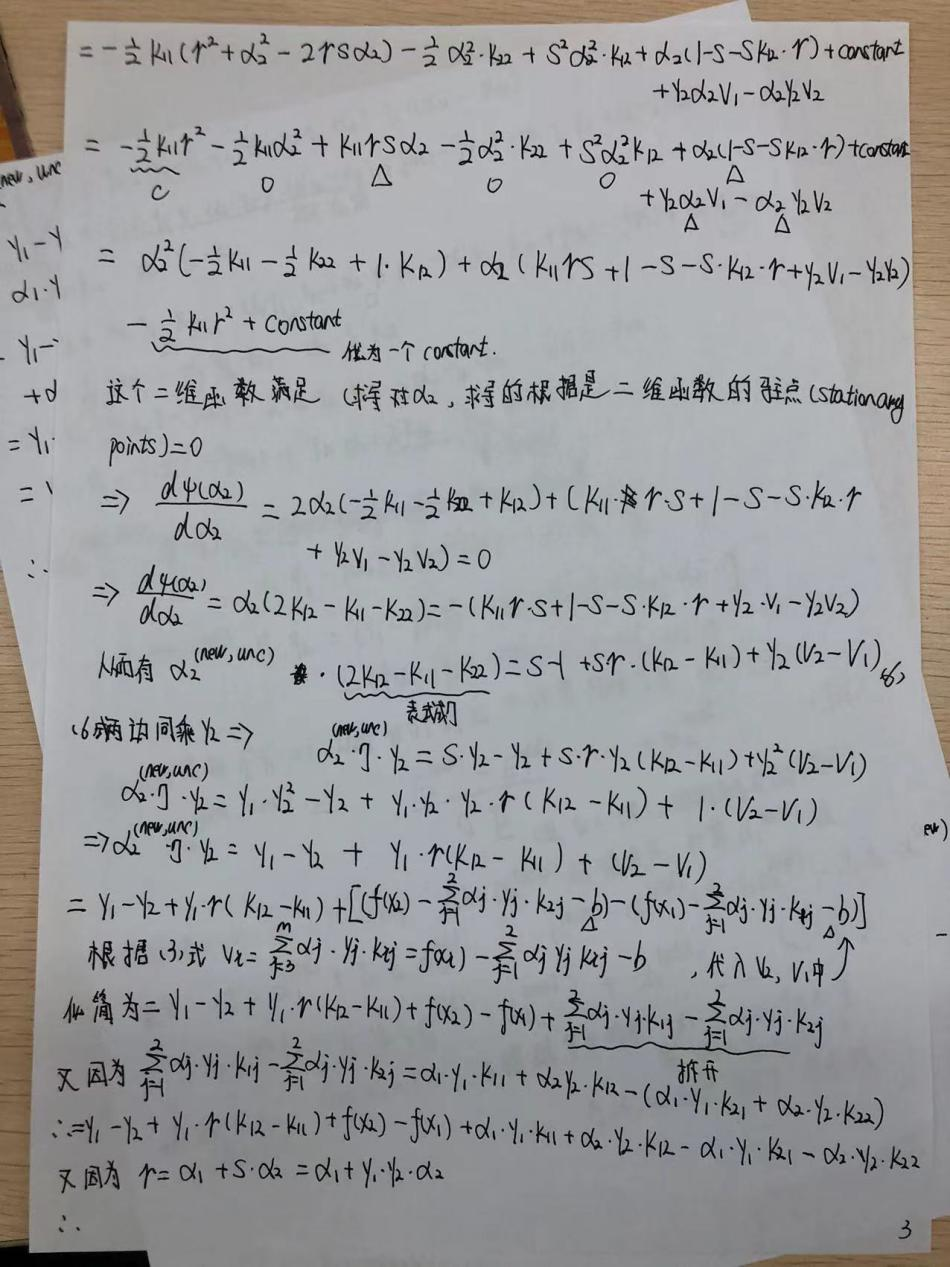 = -½K₁₁(r²+α₂²-2rSα₂) - ½α₂²·K₂₂ + S²α₂²·K₁₂ + α₂(1-S-SK₁₂·r) + constant
+ y₂α₂V₁ - α₂y₂V₂
= -½K₁₁r² - ½K₁₁α₂² + K₁₁rSα₂ - ½α₂²·K₂₂ + S²α₂²K₁₂ + α₂(1-S-SK₁₂·r) + constant
C 0 Δ 0 0 Δ
+ y₂α₂V₁ - α₂y₂V₂
Δ Δ
= α₂²(-½K₁₁ - ½K₂₂ + 1·K₁₂) + α₂(K₁₁rS + 1 - S - S·K₁₂·r + y₂V₁ - y₂V₂)
- ½K₁₁r² + constant
作为一个 constant.
这个二维函数满足 (求导对α₂, 求得的根据是二维函数的驻点(stationary
points)=0
⇒ dψ(α₂)/dα₂ = 2α₂(-½K₁₁ - ½K₂₂ + K₁₂) + (K₁₁·r·S + 1 - S - S·K₁₂·r
+ y₂V₁ - y₂V₂) = 0
⇒ dψ(α₂)/dα₂ = α₂(2K₁₂ - K₁₁ - K₂₂) = -(K₁₁r·S + 1 - S - S·K₁₂·r + y₂·V₁ - y₂V₂)
从而有 α₂^(new,unc) ·(2K₁₂ - K₁₁ - K₂₂) = S-1 + Sr·(K₁₂ - K₁₁) + y₂(V₂ - V₁) (6)
(6)两边同乘y₂ ⇒ α₂^(new,unc)·η·y₂ = S·y₂ - y₂ + S·r·y₂(K₁₂ - K₁₁) + y₂²(V₂ - V₁)
α₂^(new,unc)·η·y₂ = y₁·y₂² - y₂ + y₁·y₂·y₂·r(K₁₂ - K₁₁) + 1·(V₂ - V₁)
⇒ α₂^(new,unc)·η·y₂ = y₁ - y₂ + y₁·r(K₁₂ - K₁₁) + (V₂ - V₁)
= y₁ - y₂ + y₁·r(K₁₂ - K₁₁) + [(f(x₂) - Σ_{j=1}^{2} αj·yj·K₂j - b) - (f(x₁) - Σ_{j=1}^{2} αj·yj·K₁j - b)]
Δ Δ
根据(3)式 Vᵢ = Σ_{j=3}^{m} αj·yj·Kᵢj = f(xᵢ) - Σ_{j=1}^{2} αj yj Kᵢj - b , 代入V₂, V₁中
化简为 = y₁ - y₂ + y₁·r(K₁₂ - K₁₁) + f(x₂) - f(x₁) + Σ_{j=1}^{2} αj·yj·K₁j - Σ_{j=1}^{2} αj·yj·K₂j
拆开
又因为 Σ_{j=1}^{2} αj·yj·K₁j - Σ_{j=1}^{2} αj·yj·K₂j = α₁·y₁·K₁₁ + α₂y₂·K₁₂ - (α₁·y₁·K₂₁ + α₂·y₂·K₂₂)
∴ = y₁ - y₂ + y₁·r(K₁₂ - K₁₁) + f(x₂) - f(x₁) + α₁·y₁·K₁₁ + α₂·y₂·K₁₂ - α₁·y₁·K₂₁ - α₂·y₂·K₂₂
又因为 r = α₁ + S·α₂ = α₁ + y₁·y₂·α₂
∴
3
new, unc
y₁-y
α₁·y
- y₁-
+α
= y₁·
=
∴
ew)